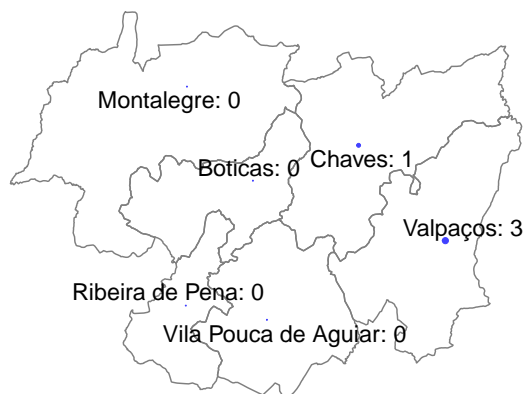 Montalegre: 0
Boticas: 0
Chaves: 1
Valpaços: 3
Ribeira de Pena: 0
Vila Pouca de Aguiar: 0